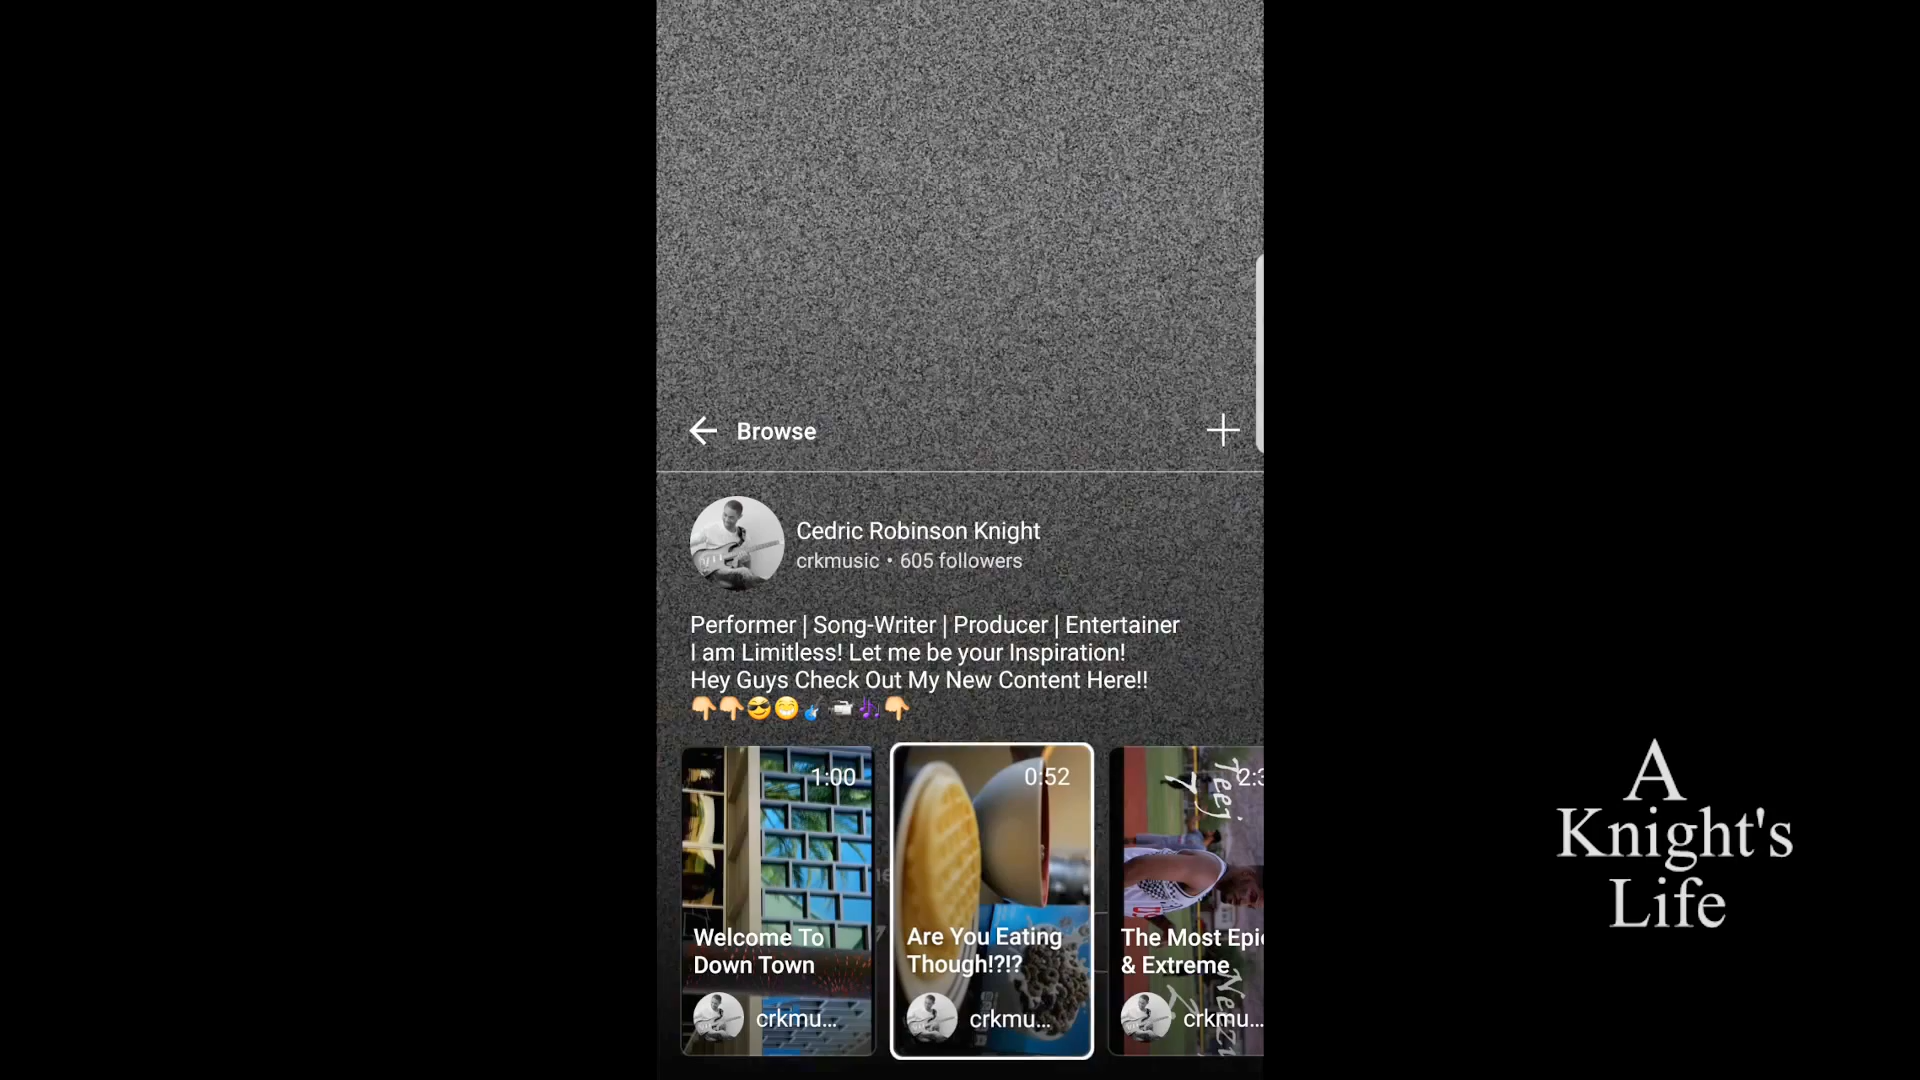 Browse
Cedric Robinson Knight
crkmusic • 605 followers
Performer | Song-Writer | Producer | Entertainer
I am Limitless! Let me be your Inspiration!
Hey Guys Check Out My New Content Here!!
👇👇😎😁🎸📹🎶👇
1:00
Welcome To
Down Town
crkmu...
0:52
Are You Eating
Though!?!?
crkmu...
Teej
The Most Epi
& Extreme
crkmu...
A
Knight's
Life